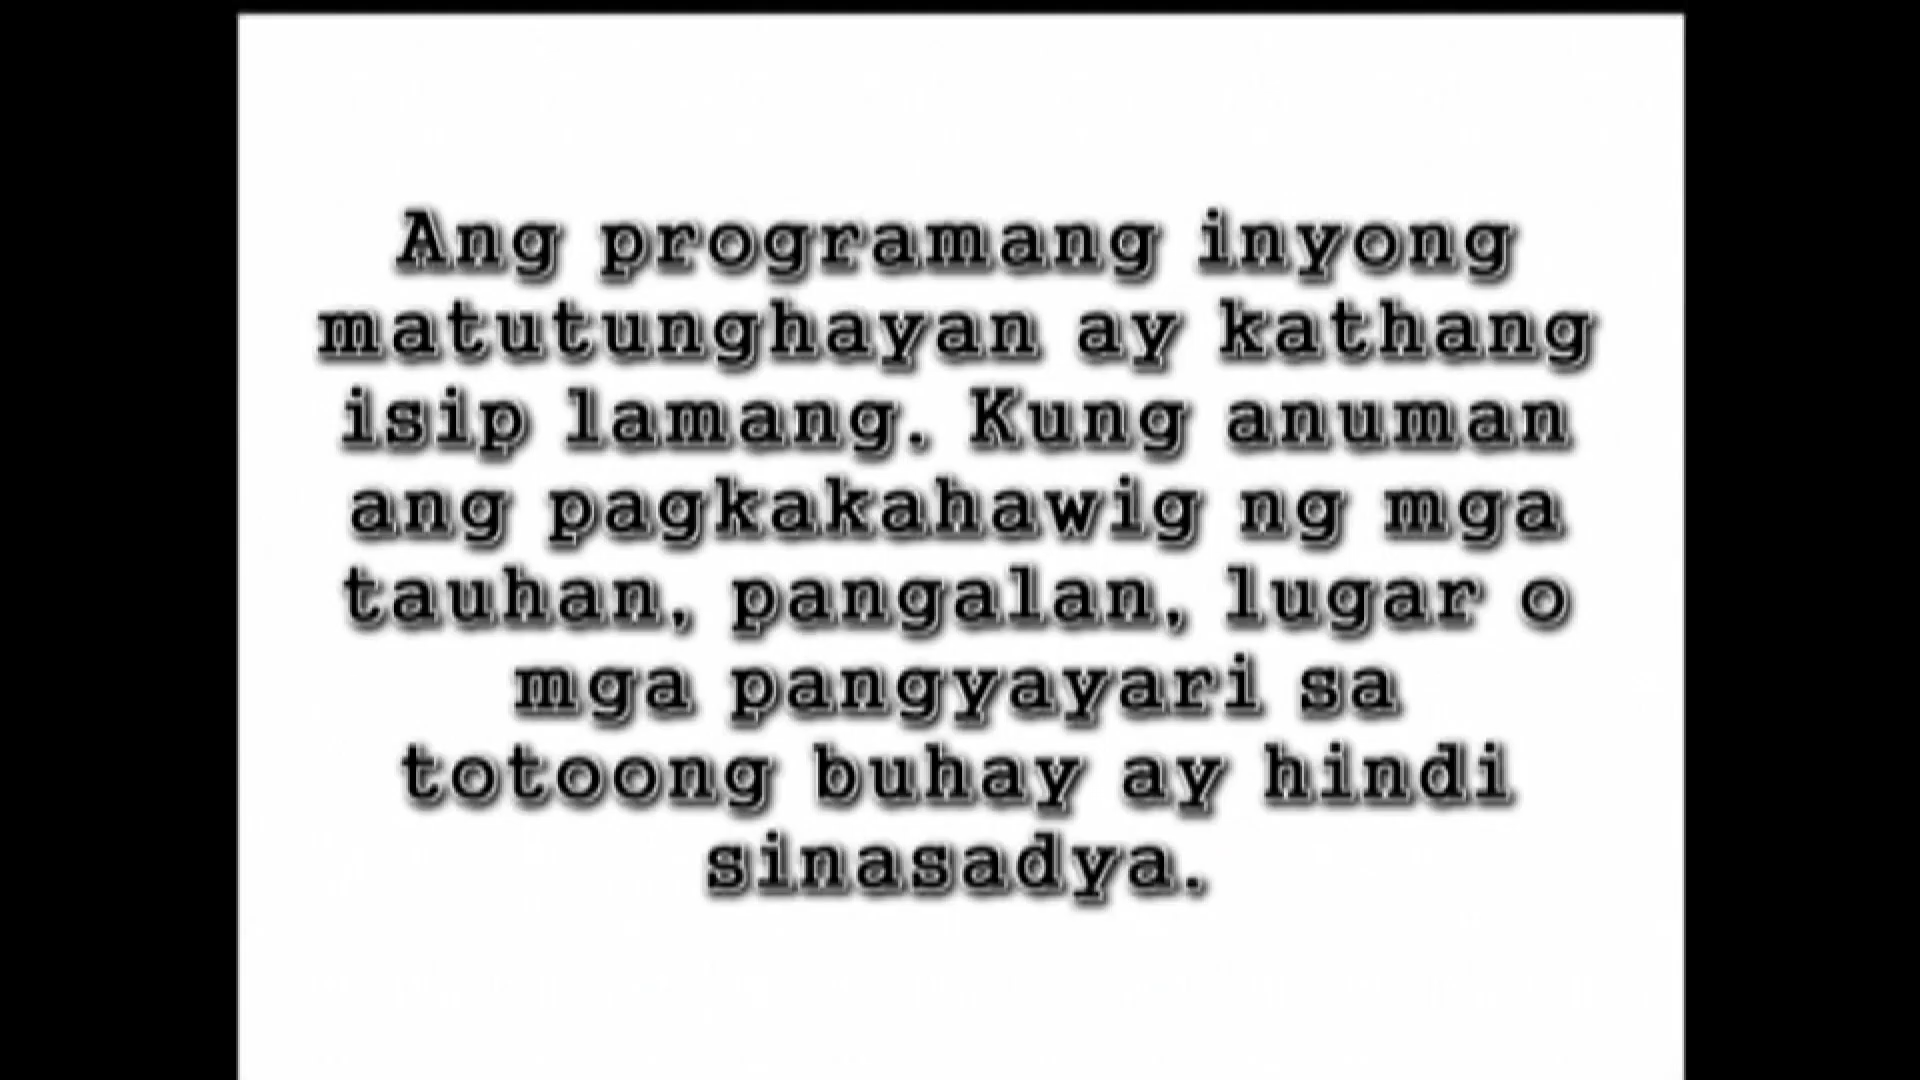 Ang programang inyong
matutunghayan ay kathang
isip lamang. Kung anuman
ang pagkakahawig ng mga
tauhan, pangalan, lugar o
mga pangyayari sa
totoong buhay ay hindi
sinasadya.